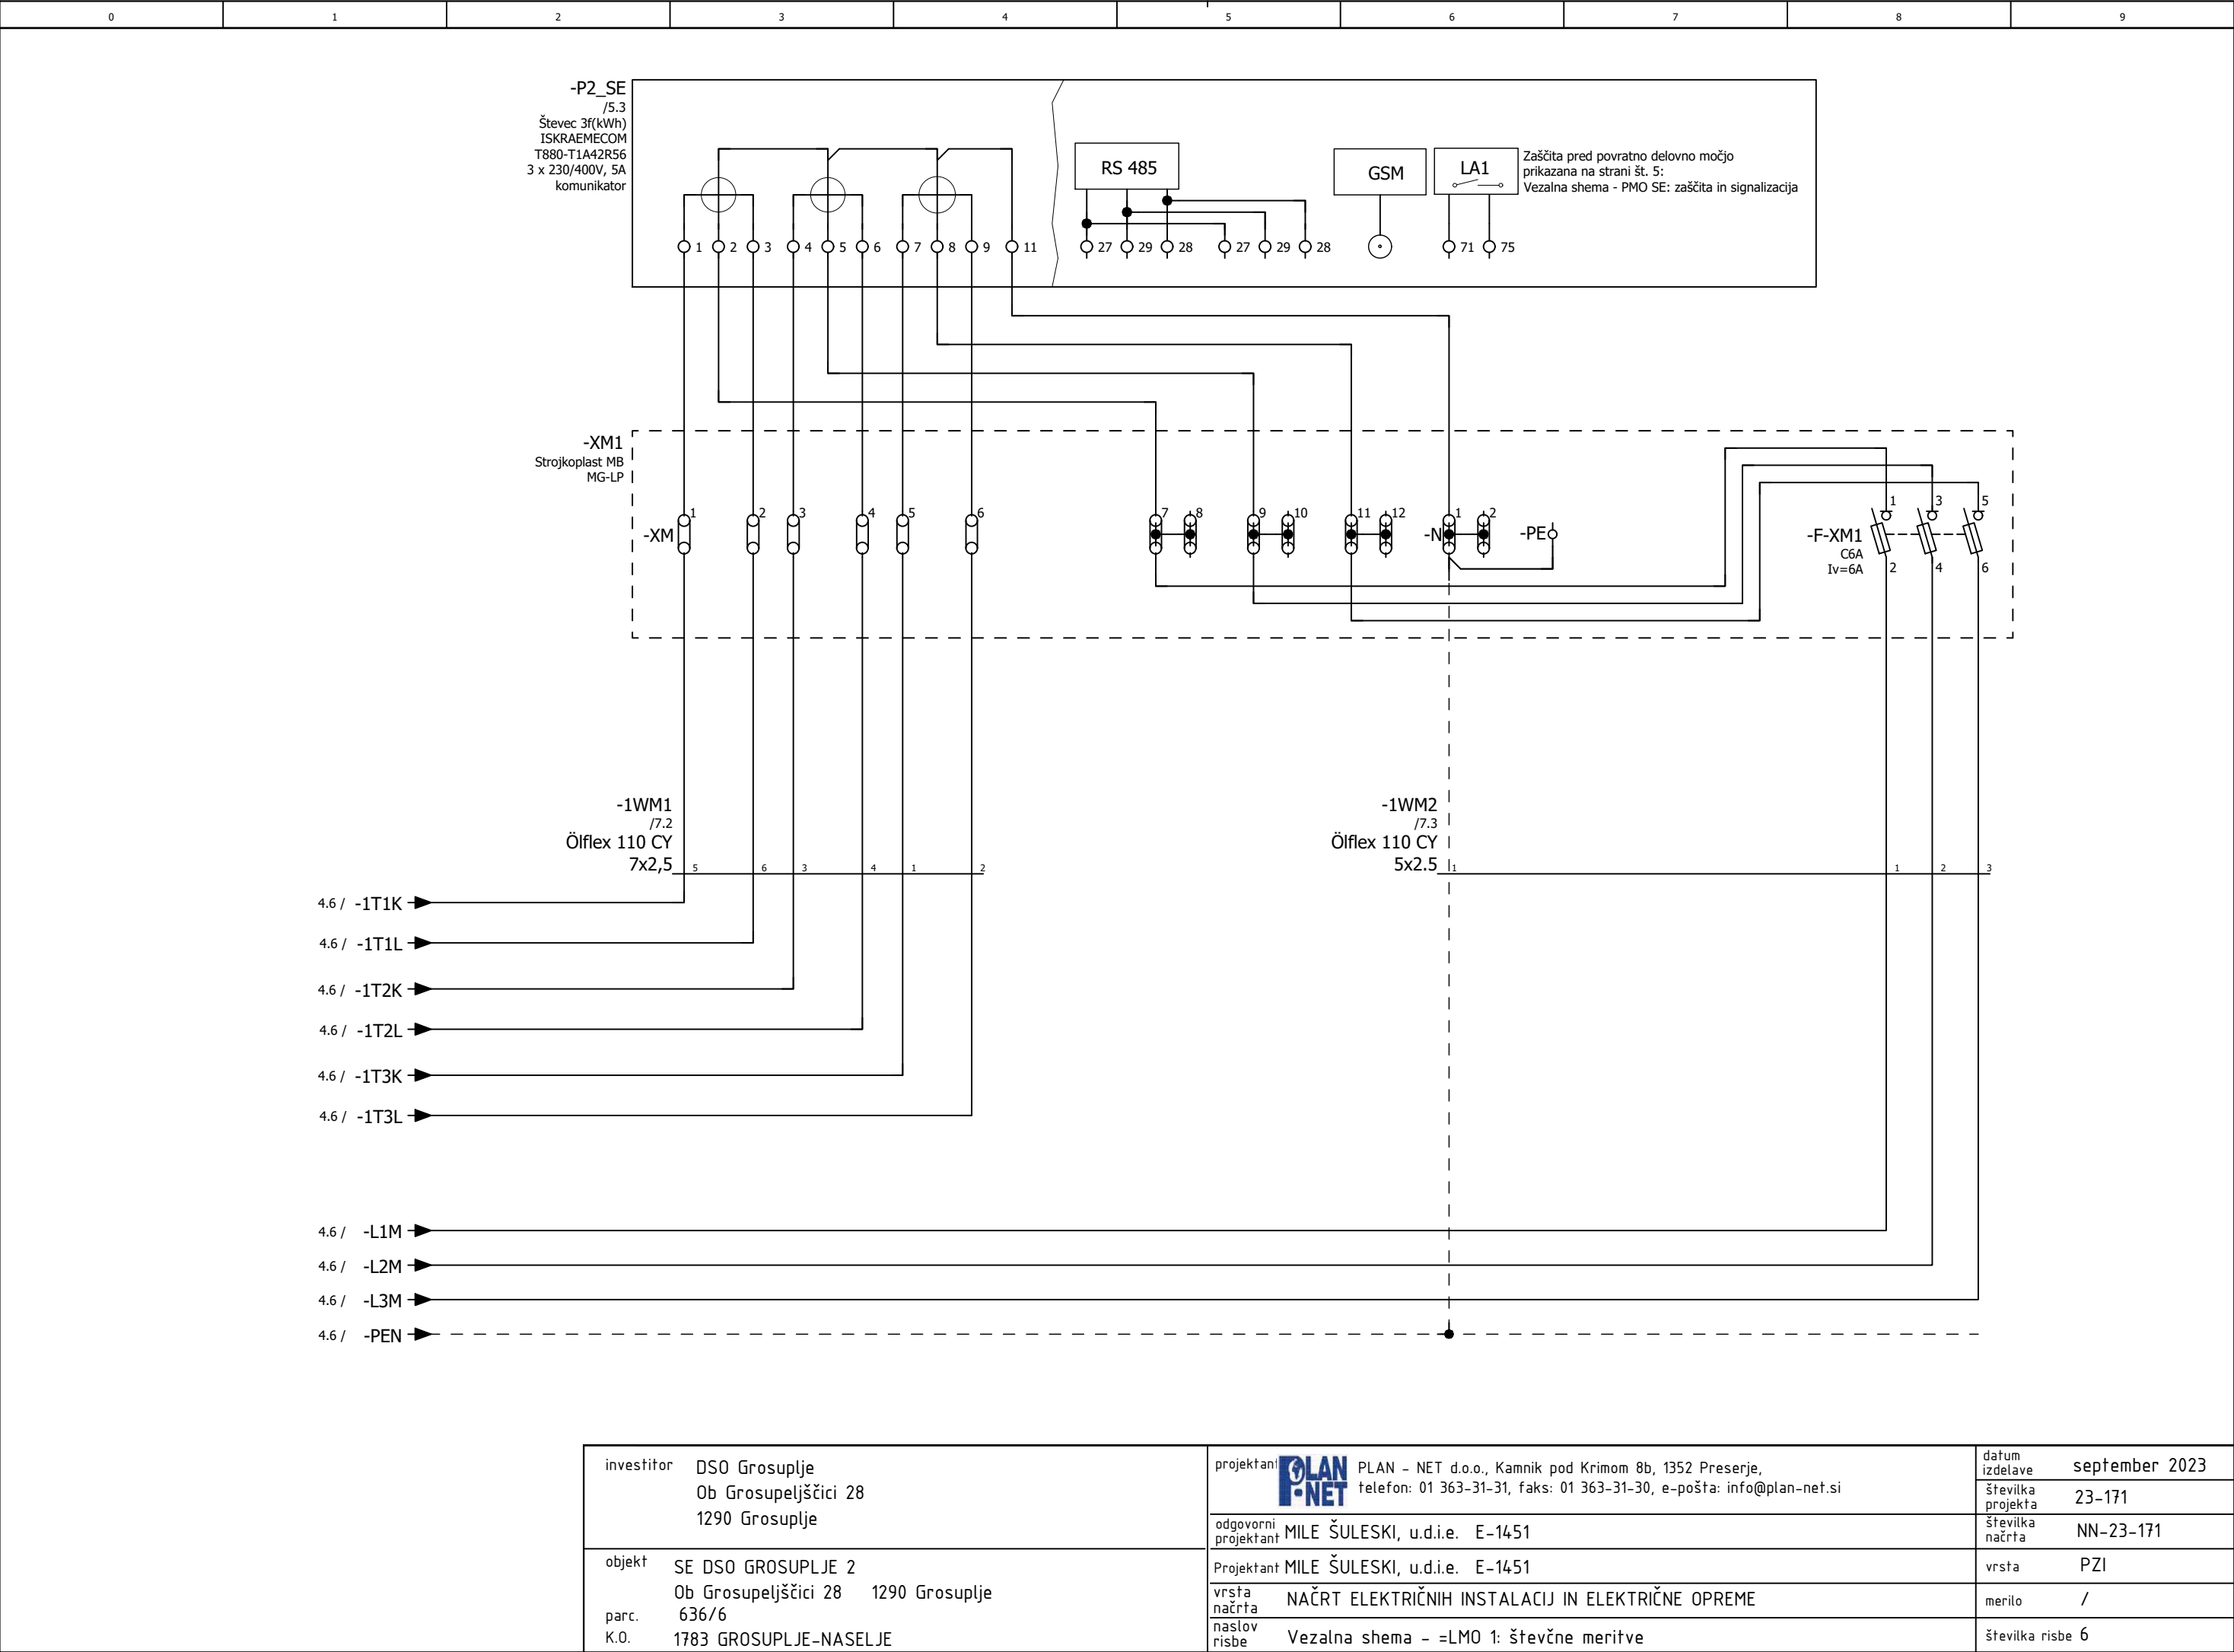 0 1 2 3 4 5 6 7 8 9
-P2_SE
/5.3
Števec 3f(kWh)
ISKRAEMECOM
T880-T1A42R56
3 x 230/400V, 5A
komunikator
RS 485
GSM
LA1
Zaščita pred povratno delovno močjo
prikazana na strani št. 5:
Vezalna shema - PMO SE: zaščita in signalizacija
1 2 3 4 5 6 7 8 9 11 27 29 28 27 29 28 71 75
-XM1
Strojkoplast MB
MG-LP
-XM
1 2 3 4 5 6 7 8 9 10 11 12
-N
1 2
-PE
-F-XM1
C6A
Iv=6A
1 3 5
2 4 6
-1WM1
/7.2
Ölflex 110 CY
7x2,5
5 6 3 4 1 2
-1WM2
/7.3
Ölflex 110 CY
5x2.5
1 1 2 3
4.6 / -1T1K
4.6 / -1T1L
4.6 / -1T2K
4.6 / -1T2L
4.6 / -1T3K
4.6 / -1T3L
4.6 / -L1M
4.6 / -L2M
4.6 / -L3M
4.6 / -PEN
investitor DSO Grosuplje
Ob Grosupeljščici 28
1290 Grosuplje
objekt SE DSO GROSUPLJE 2
Ob Grosupeljščici 28 1290 Grosuplje
parc. 636/6
K.O. 1783 GROSUPLJE-NASELJE
projektant
PLAN
NET
PLAN - NET d.o.o., Kamnik pod Krimom 8b, 1352 Preserje,
telefon: 01 363-31-31, faks: 01 363-31-30, e-pošta: info@plan-net.si
odgovorni
projektant MILE ŠULESKI, u.d.i.e. E-1451
Projektant MILE ŠULESKI, u.d.i.e. E-1451
vrsta
načrta NAČRT ELEKTRIČNIH INSTALACIJ IN ELEKTRIČNE OPREME
naslov
risbe Vezalna shema - =LMO 1: števčne meritve
datum
izdelave september 2023
številka
projekta 23-171
številka
načrta NN-23-171
vrsta PZI
merilo /
številka risbe 6